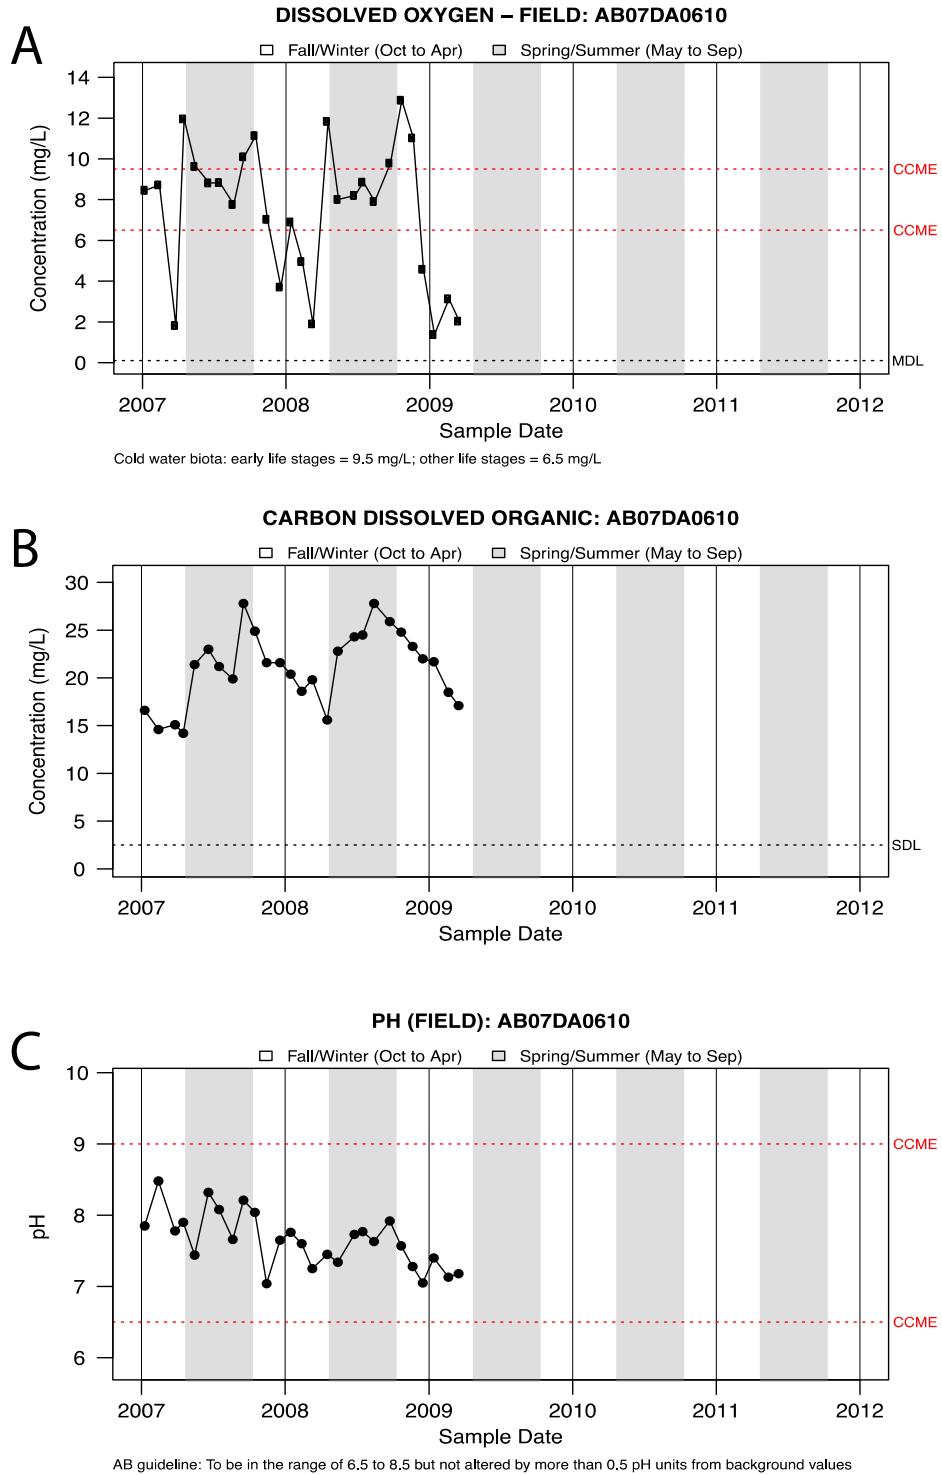 A
DISSOLVED OXYGEN – FIELD: AB07DA0610
Fall/Winter (Oct to Apr) Spring/Summer (May to Sep)
Concentration (mg/L)
14
12
10
8
6
4
2
0
CCME
CCME
MDL
2007 2008 2009 2010 2011 2012
Sample Date
Cold water biota: early life stages = 9.5 mg/L; other life stages = 6.5 mg/L
B
CARBON DISSOLVED ORGANIC: AB07DA0610
Fall/Winter (Oct to Apr) Spring/Summer (May to Sep)
Concentration (mg/L)
30
25
20
15
10
5
0
SDL
2007 2008 2009 2010 2011 2012
Sample Date
C
PH (FIELD): AB07DA0610
Fall/Winter (Oct to Apr) Spring/Summer (May to Sep)
pH
10
9
8
7
6
CCME
CCME
2007 2008 2009 2010 2011 2012
Sample Date
AB guideline: To be in the range of 6.5 to 8.5 but not altered by more than 0.5 pH units from background values